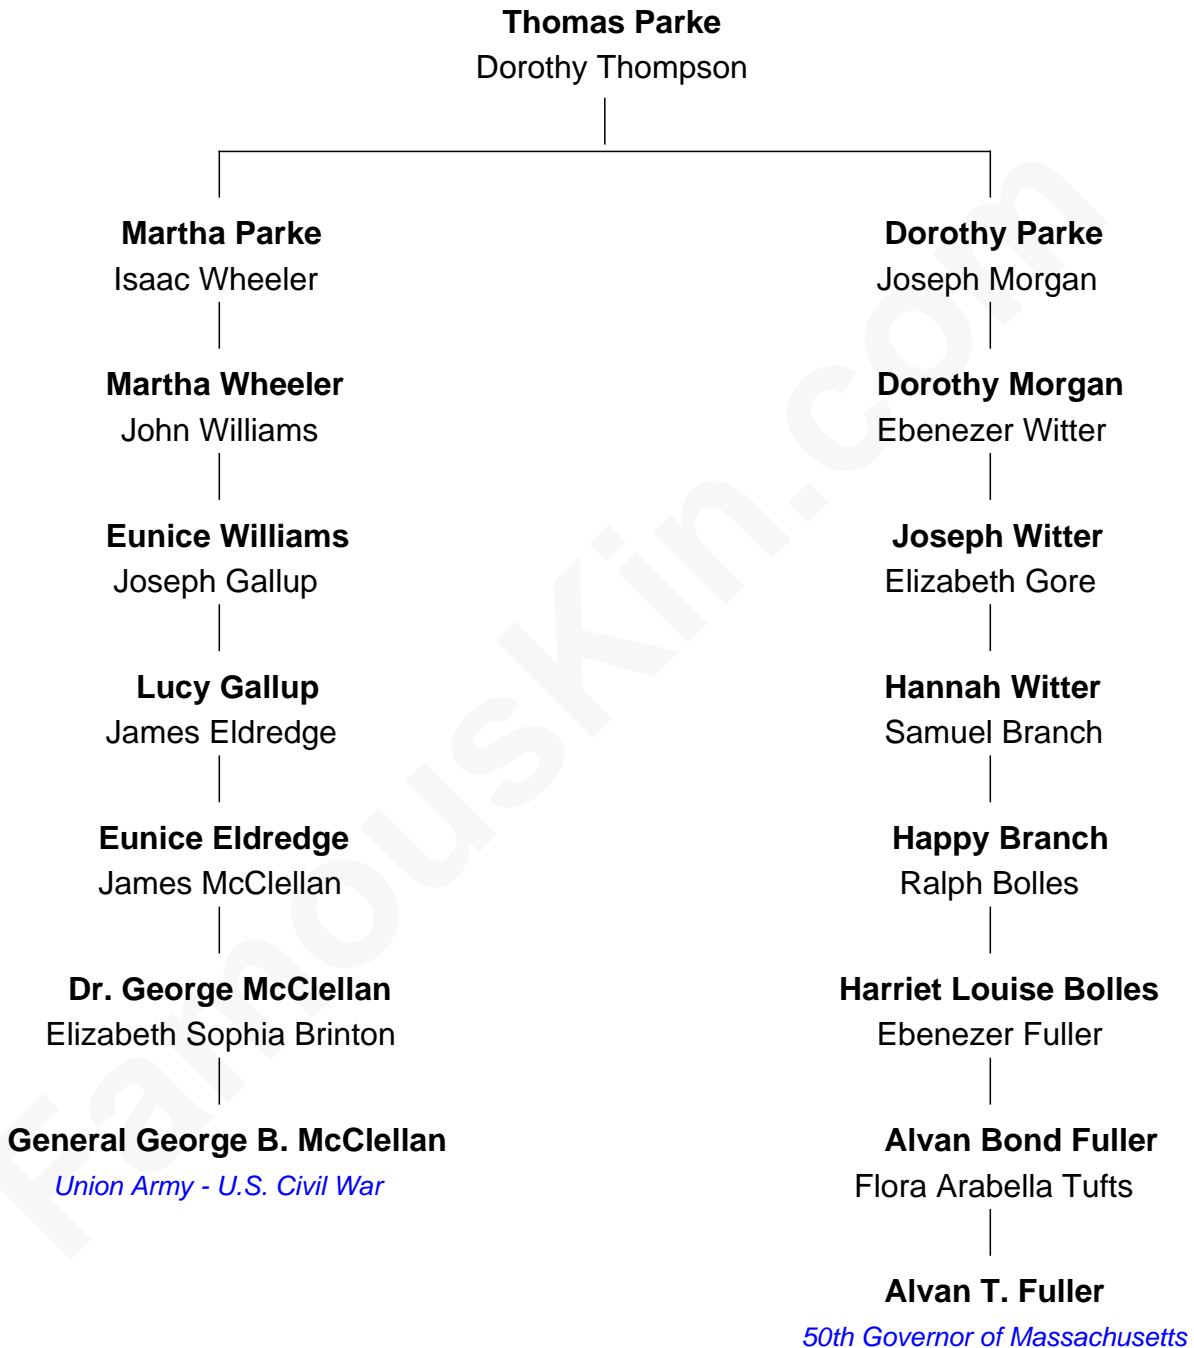 Thomas Parke
Dorothy Thompson
Martha Parke
Isaac Wheeler
Dorothy Parke
Joseph Morgan
Martha Wheeler
John Williams
Dorothy Morgan
Ebenezer Witter
Eunice Williams
Joseph Gallup
Joseph Witter
Elizabeth Gore
Lucy Gallup
James Eldredge
Hannah Witter
Samuel Branch
Eunice Eldredge
James McClellan
Happy Branch
Ralph Bolles
Dr. George McClellan
Elizabeth Sophia Brinton
Harriet Louise Bolles
Ebenezer Fuller
General George B. McClellan
Union Army - U.S. Civil War
Alvan Bond Fuller
Flora Arabella Tufts
Alvan T. Fuller
50th Governor of Massachusetts
FamousKin.com